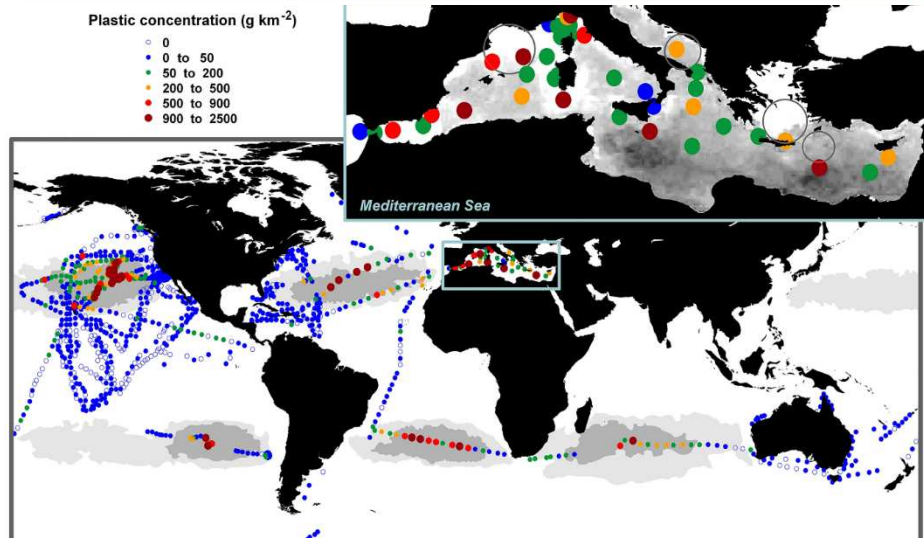 Plastic concentration (g km-2)
0
0 to 50
50 to 200
200 to 500
500 to 900
900 to 2500
Mediterranean Sea